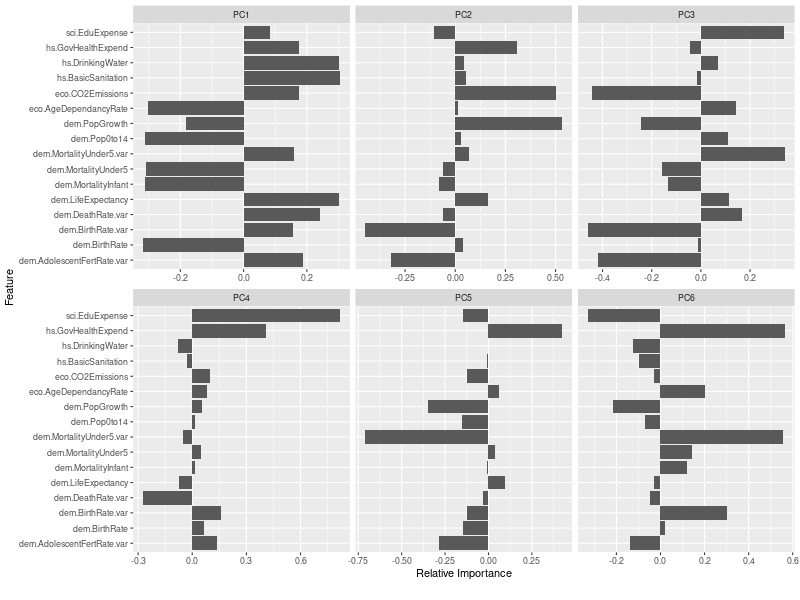 PC1 PC2 PC3
sci.EduExpense
hs.GovHealthExpend
hs.DrinkingWater
hs.BasicSanitation
eco.CO2Emissions
eco.AgeDependancyRate
dem.PopGrowth
dem.Pop0to14
dem.MortalityUnder5.var
dem.MortalityUnder5
dem.MortalityInfant
dem.LifeExpectancy
dem.DeathRate.var
dem.BirthRate.var
dem.BirthRate
dem.AdolescentFertRate.var
-0.2 0.0 0.2 -0.25 0.00 0.25 0.50 -0.4 -0.2 0.0 0.2
Feature
PC4 PC5 PC6
sci.EduExpense
hs.GovHealthExpend
hs.DrinkingWater
hs.BasicSanitation
eco.CO2Emissions
eco.AgeDependancyRate
dem.PopGrowth
dem.Pop0to14
dem.MortalityUnder5.var
dem.MortalityUnder5
dem.MortalityInfant
dem.LifeExpectancy
dem.DeathRate.var
dem.BirthRate.var
dem.BirthRate
dem.AdolescentFertRate.var
-0.3 0.0 0.3 0.6 -0.75 -0.50 -0.25 0.00 0.25 -0.2 0.0 0.2 0.4 0.6
Relative Importance